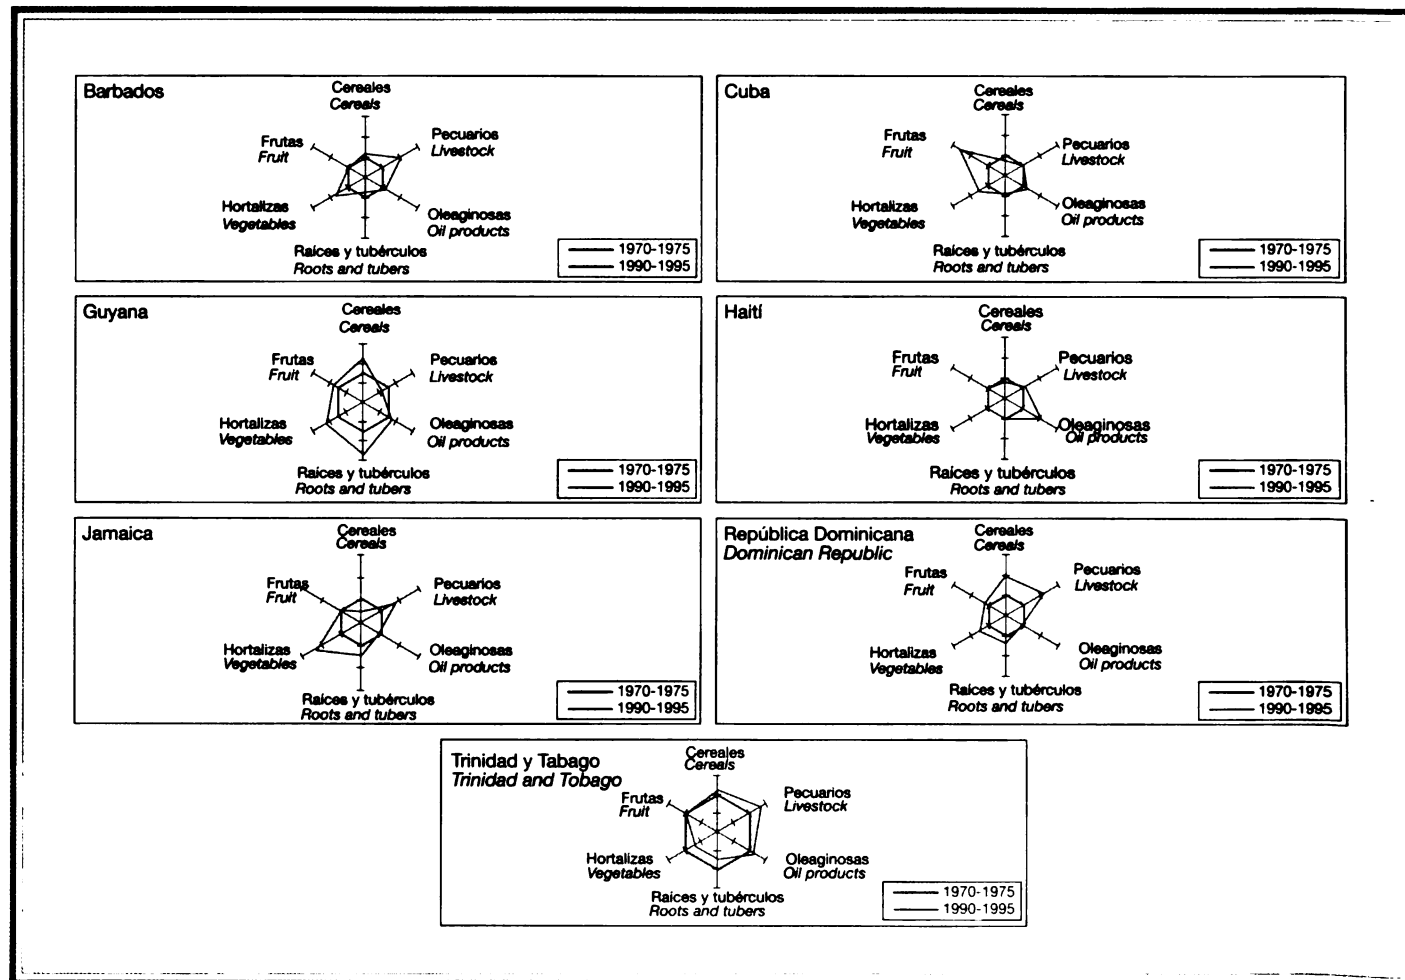 Barbados
Cereales
Cereals
Frutas
Fruit
Pecuarios
Livestock
Hortalizas
Vegetables
Oleaginosas
Oil products
Raíces y tubérculos
Roots and tubers
1970-1975
1990-1995
Cuba
Cereales
Cereals
Frutas
Fruit
Pecuarios
Livestock
Hortalizas
Vegetables
Oleaginosas
Oil products
Raíces y tubérculos
Roots and tubers
1970-1975
1990-1995
Guyana
Cereales
Cereals
Frutas
Fruit
Pecuarios
Livestock
Hortalizas
Vegetables
Oleaginosas
Oil products
Raíces y tubérculos
Roots and tubers
1970-1975
1990-1995
Haití
Cereales
Cereals
Frutas
Fruit
Pecuarios
Livestock
Hortalizas
Vegetables
Oleaginosas
Oil products
Raíces y tubérculos
Roots and tubers
1970-1975
1990-1995
Jamaica
Cereales
Cereals
Frutas
Fruit
Pecuarios
Livestock
Hortalizas
Vegetables
Oleaginosas
Oil products
Raíces y tubérculos
Roots and tubers
1970-1975
1990-1995
República Dominicana
Dominican Republic
Cereales
Cereals
Frutas
Fruit
Pecuarios
Livestock
Hortalizas
Vegetables
Oleaginosas
Oil products
Raíces y tubérculos
Roots and tubers
1970-1975
1990-1995
Trinidad y Tabago
Trinidad and Tobago
Cereales
Cereals
Frutas
Fruit
Pecuarios
Livestock
Hortalizas
Vegetables
Oleaginosas
Oil products
Raíces y tubérculos
Roots and tubers
1970-1975
1990-1995